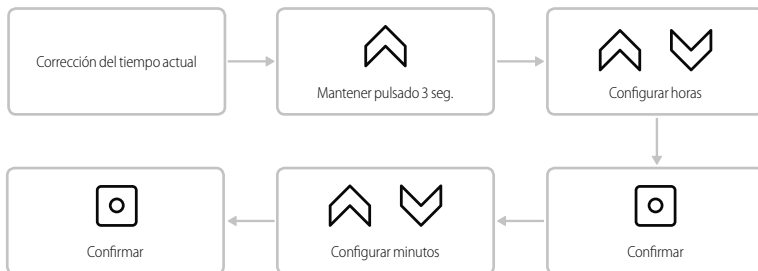 Corrección del tiempo actual
Mantener pulsado 3 seg.
Configurar horas
Confirmar
Configurar minutos
Confirmar